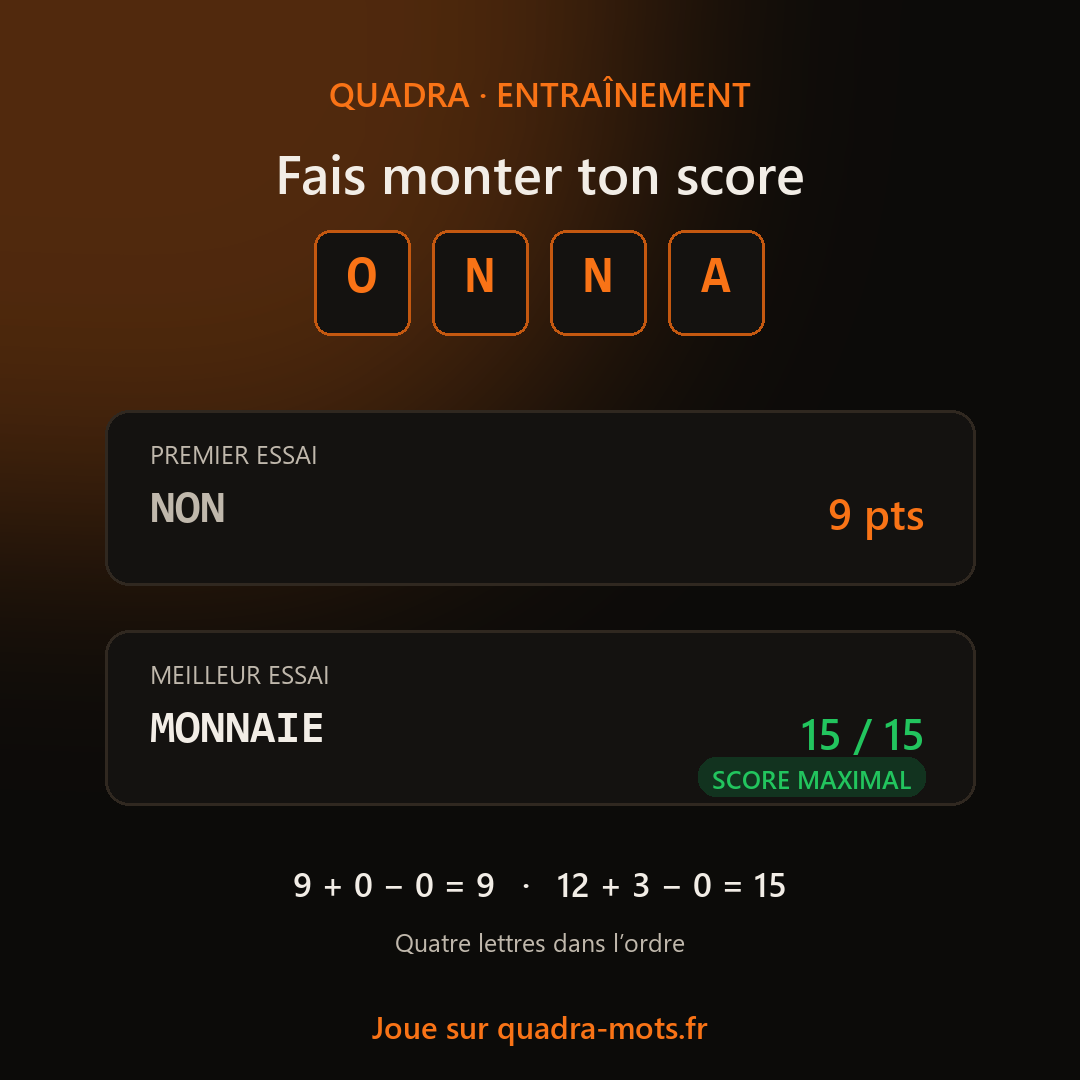 QUADRA · ENTRAÎNEMENT
Fais monter ton score
O N N A
PREMIER ESSAI
NON
9 pts
MEILLEUR ESSAI
MONNAIE
15 / 15
SCORE MAXIMAL
9 + 0 – 0 = 9 · 12 + 3 – 0 = 15
Quatre lettres dans l’ordre
Joue sur quadra-mots.fr